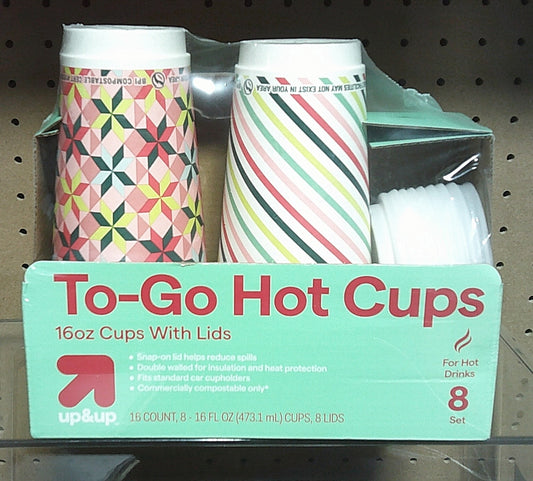 BPI COMPOSTABLE CERT
FACILITIES MAY NOT EXIST IN YOUR AREA
To-Go Hot Cups
16oz Cups With Lids
• Snap-on lid helps reduce spills
• Double walled for insulation and heat protection
• Fits standard car cupholders
• Commercially compostable only*
up&up
16 COUNT, 8 - 16 FL OZ (473.1 mL) CUPS, 8 LIDS
For Hot
Drinks
8
Set